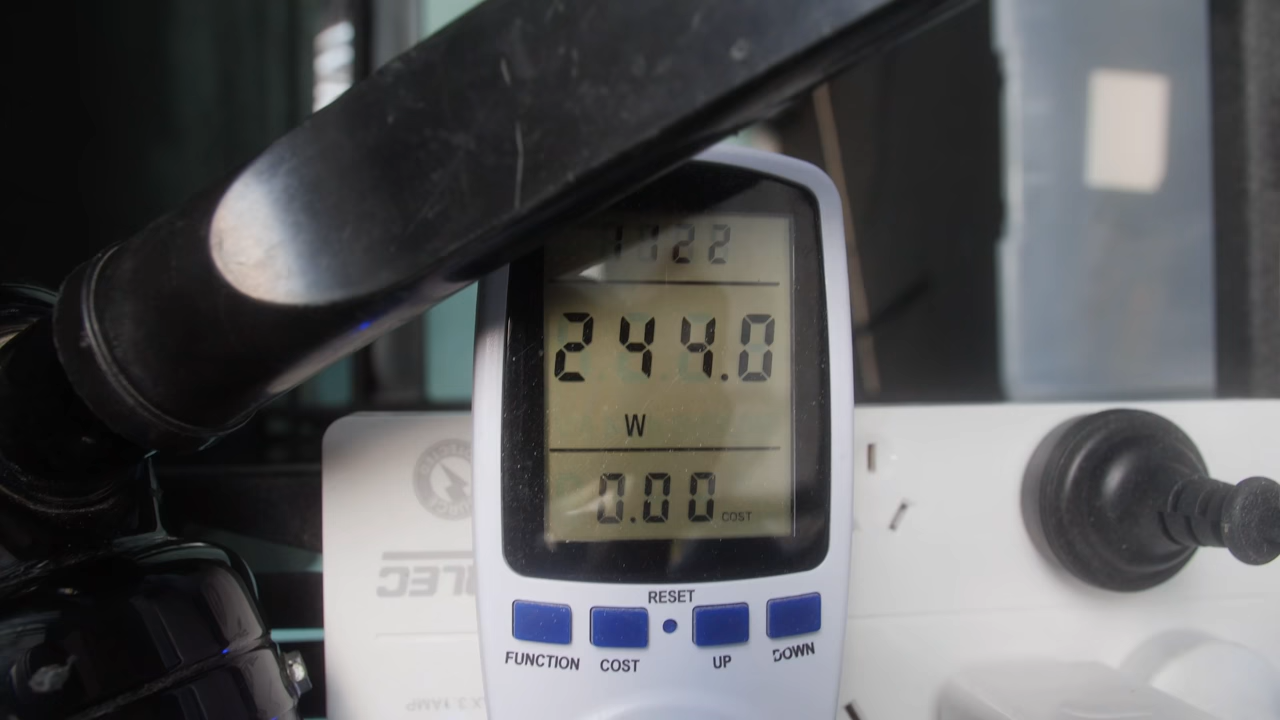 1122
244.0
W
0.00 COST
RESET
FUNCTION COST UP DOWN